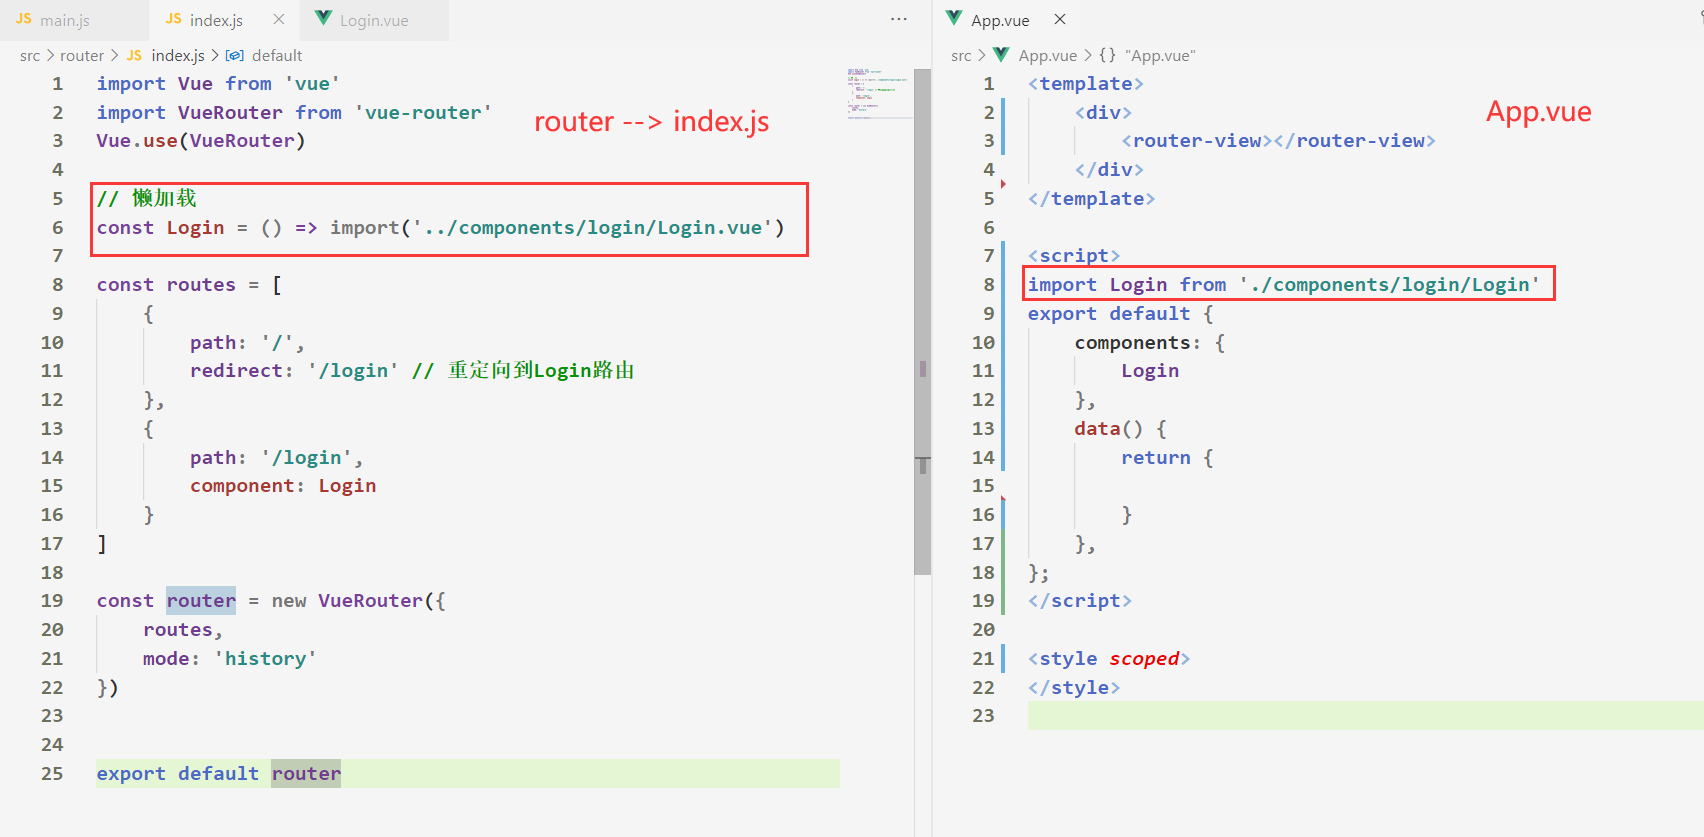 JS main.js
JS index.js ×
Login.vue
···
src > router > JS index.js > default
1 import Vue from 'vue'
2 import VueRouter from 'vue-router'
3 Vue.use(VueRouter)
4
5 // 懒加载
6 const Login = () => import('../components/login/Login.vue')
7
8 const routes = [
9 {
10 path: '/',
11 redirect: '/login' // 重定向到Login路由
12 },
13 {
14 path: '/login',
15 component: Login
16 }
17 ]
18
19 const router = new VueRouter({
20 routes,
21 mode: 'history'
22 })
23
24
25 export default router
router --> index.js
App.vue ×
src > App.vue > {} "App.vue"
1 <template>
2 <div>
3 <router-view></router-view>
4 </div>
5 </template>
6
7 <script>
8 import Login from './components/login/Login'
9 export default {
10 components: {
11 Login
12 },
13 data() {
14 return {
15
16 }
17 },
18 };
19 </script>
20
21 <style scoped>
22 </style>
23
App.vue